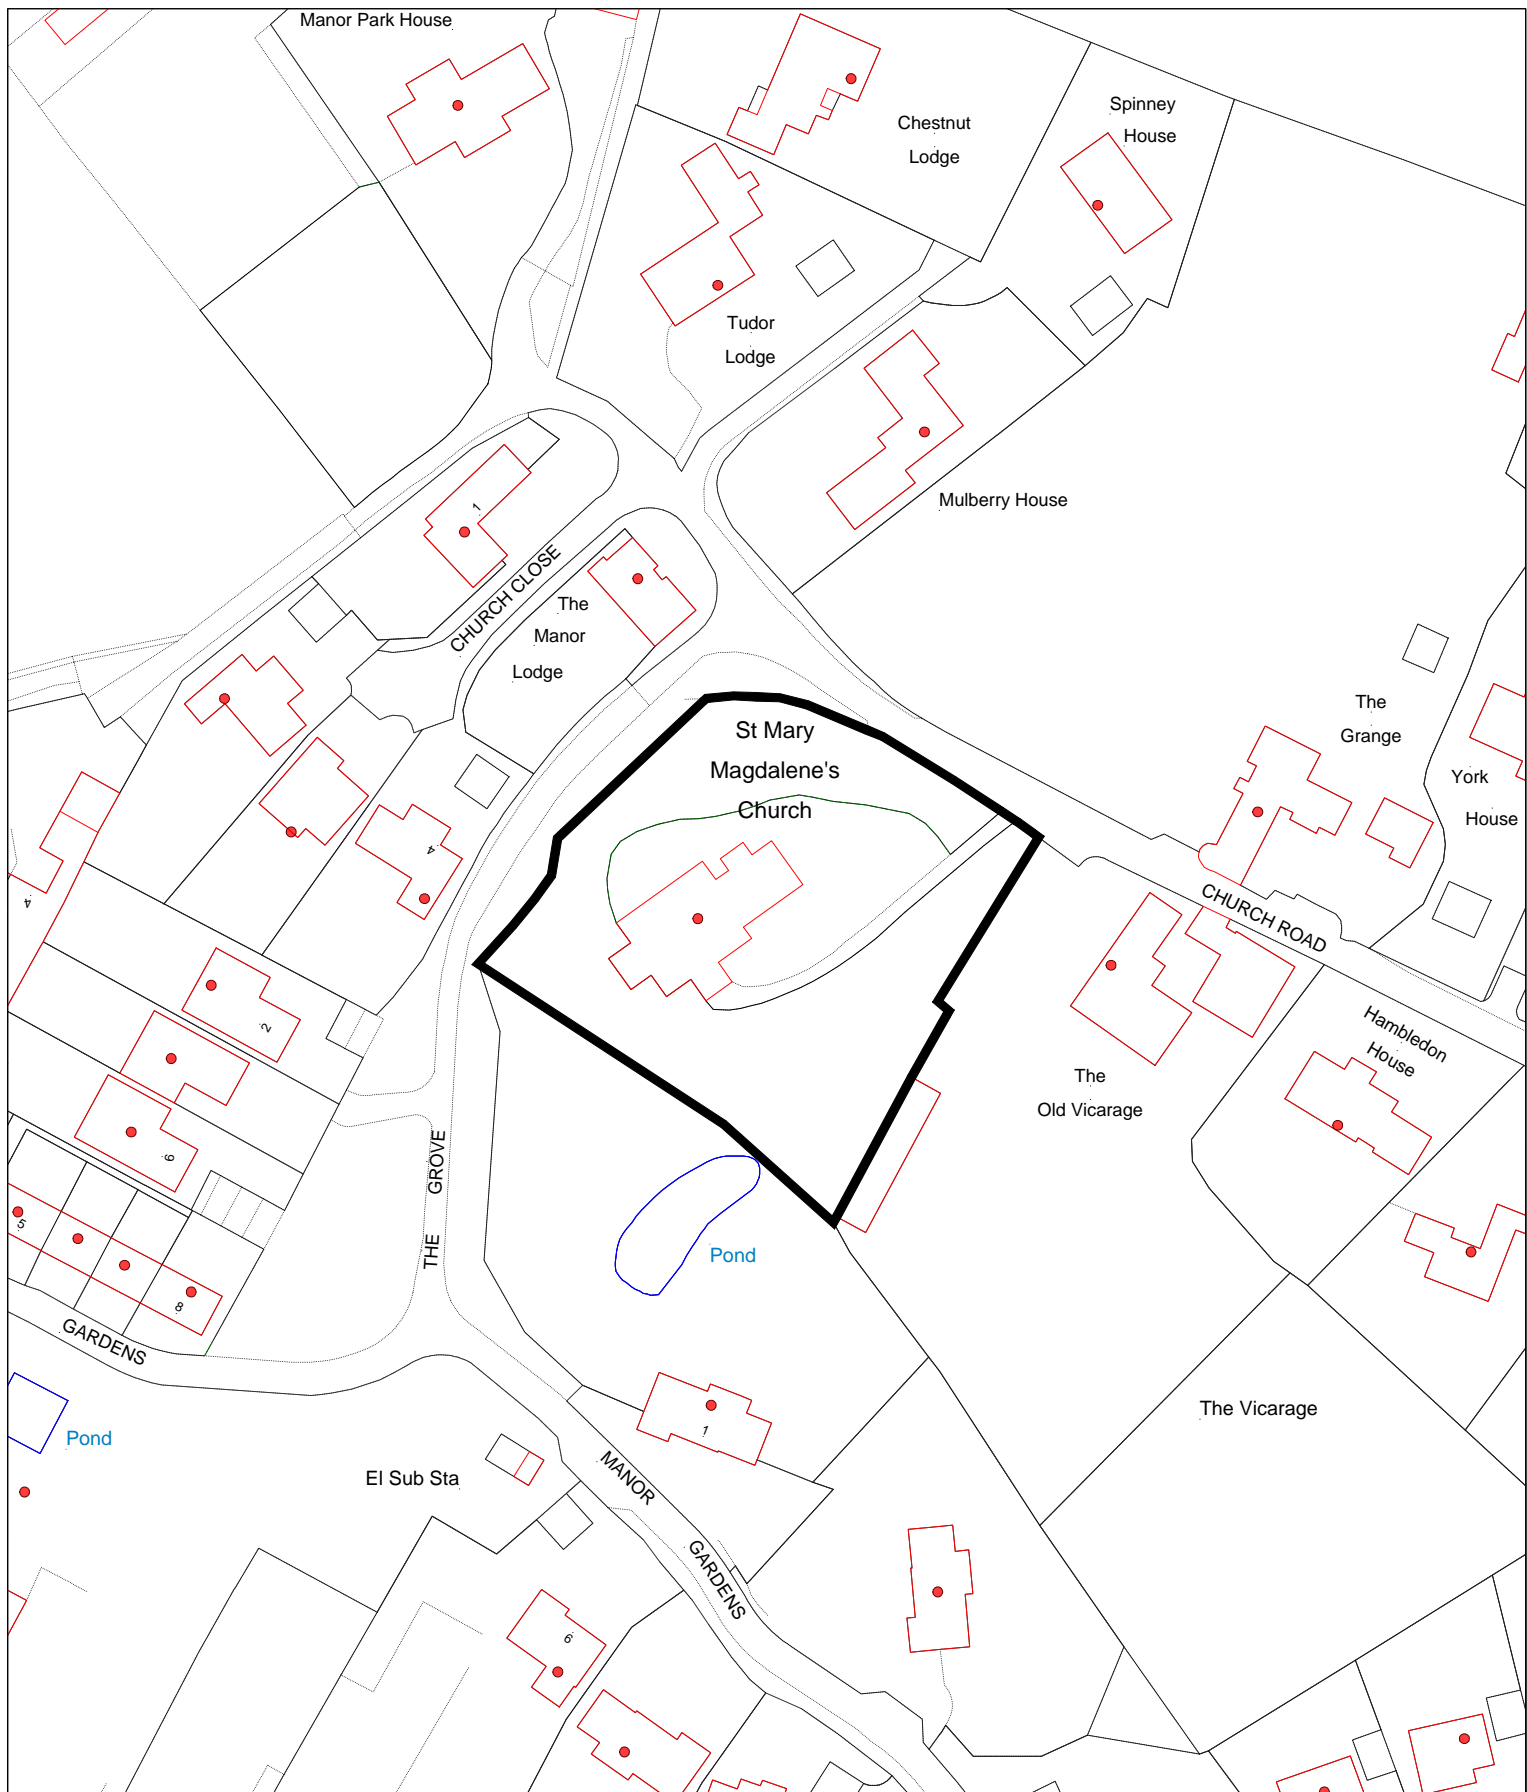 Manor Park House
Chestnut
Lodge
Spinney
House
Tudor
Lodge
Mulberry House
1
CHURCH CLOSE
The
Manor
Lodge
St Mary
Magdalene's
Church
The
Grange
York
House
4
4
CHURCH ROAD
2
Hambledon
House
The
Old Vicarage
6
THE GROVE
5
8
Pond
GARDENS
The Vicarage
1
Pond
El Sub Sta
MANOR
GARDENS
6